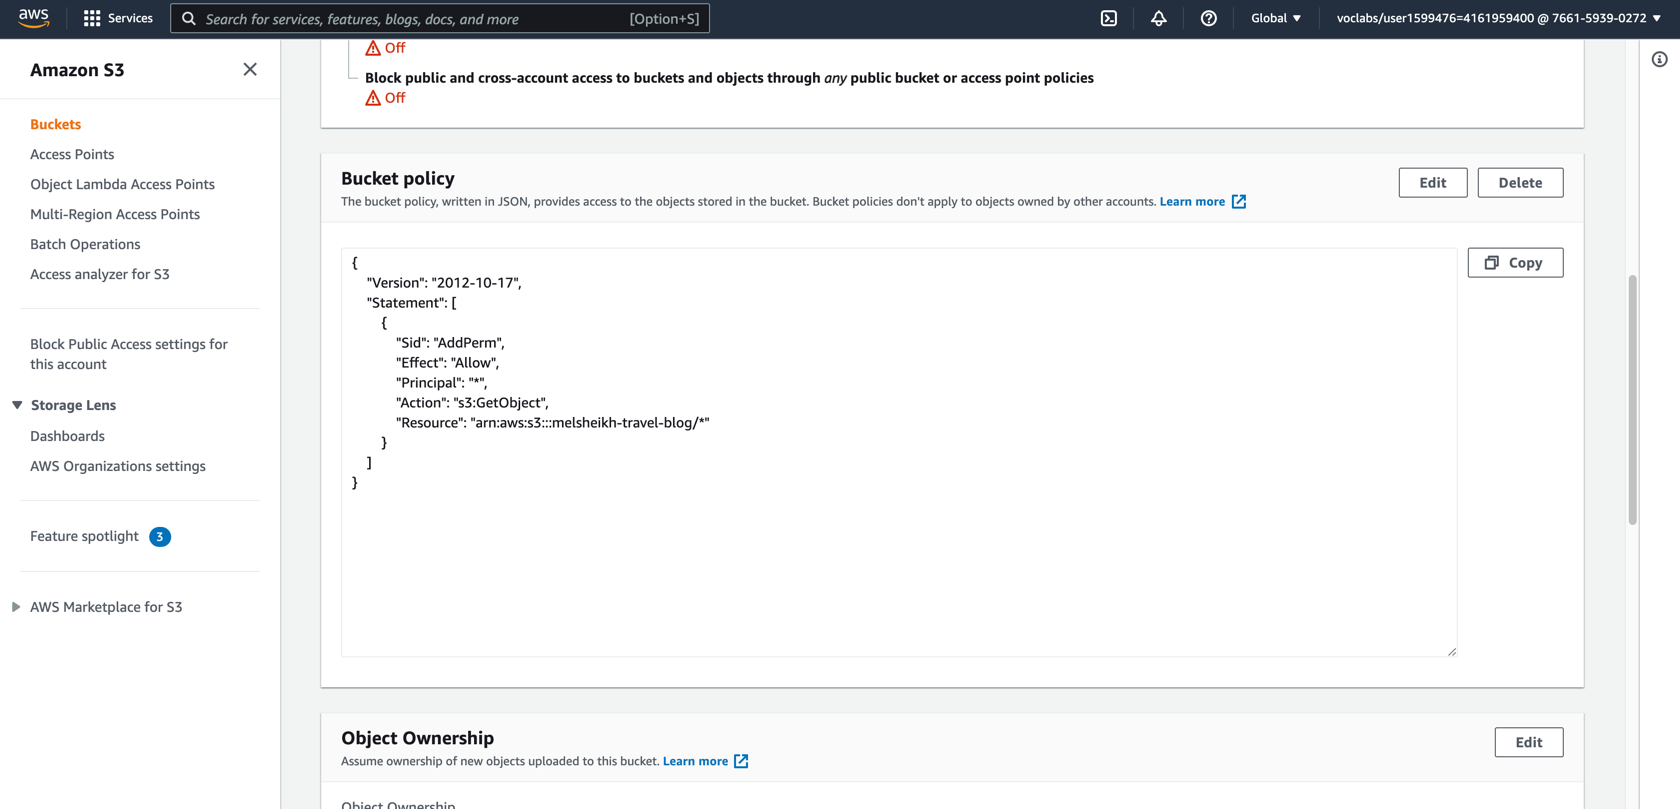 aws Services Search for services, features, blogs, docs, and more [Option+S] Global ▼ voclabs/user1599476=4161959400 @ 7661-5939-0272 ▼
Amazon S3
Buckets
Access Points
Object Lambda Access Points
Multi-Region Access Points
Batch Operations
Access analyzer for S3
Block Public Access settings for
this account
Storage Lens
Dashboards
AWS Organizations settings
Feature spotlight 3
AWS Marketplace for S3
Off
Block public and cross-account access to buckets and objects through any public bucket or access point policies
Off
Bucket policy
Edit Delete
The bucket policy, written in JSON, provides access to the objects stored in the bucket. Bucket policies don't apply to objects owned by other accounts. Learn more
Copy
{
"Version": "2012-10-17",
"Statement": [
{
"Sid": "AddPerm",
"Effect": "Allow",
"Principal": "*",
"Action": "s3:GetObject",
"Resource": "arn:aws:s3:::melsheikh-travel-blog/*"
}
]
}
Object Ownership
Edit
Assume ownership of new objects uploaded to this bucket. Learn more
Object Ownership